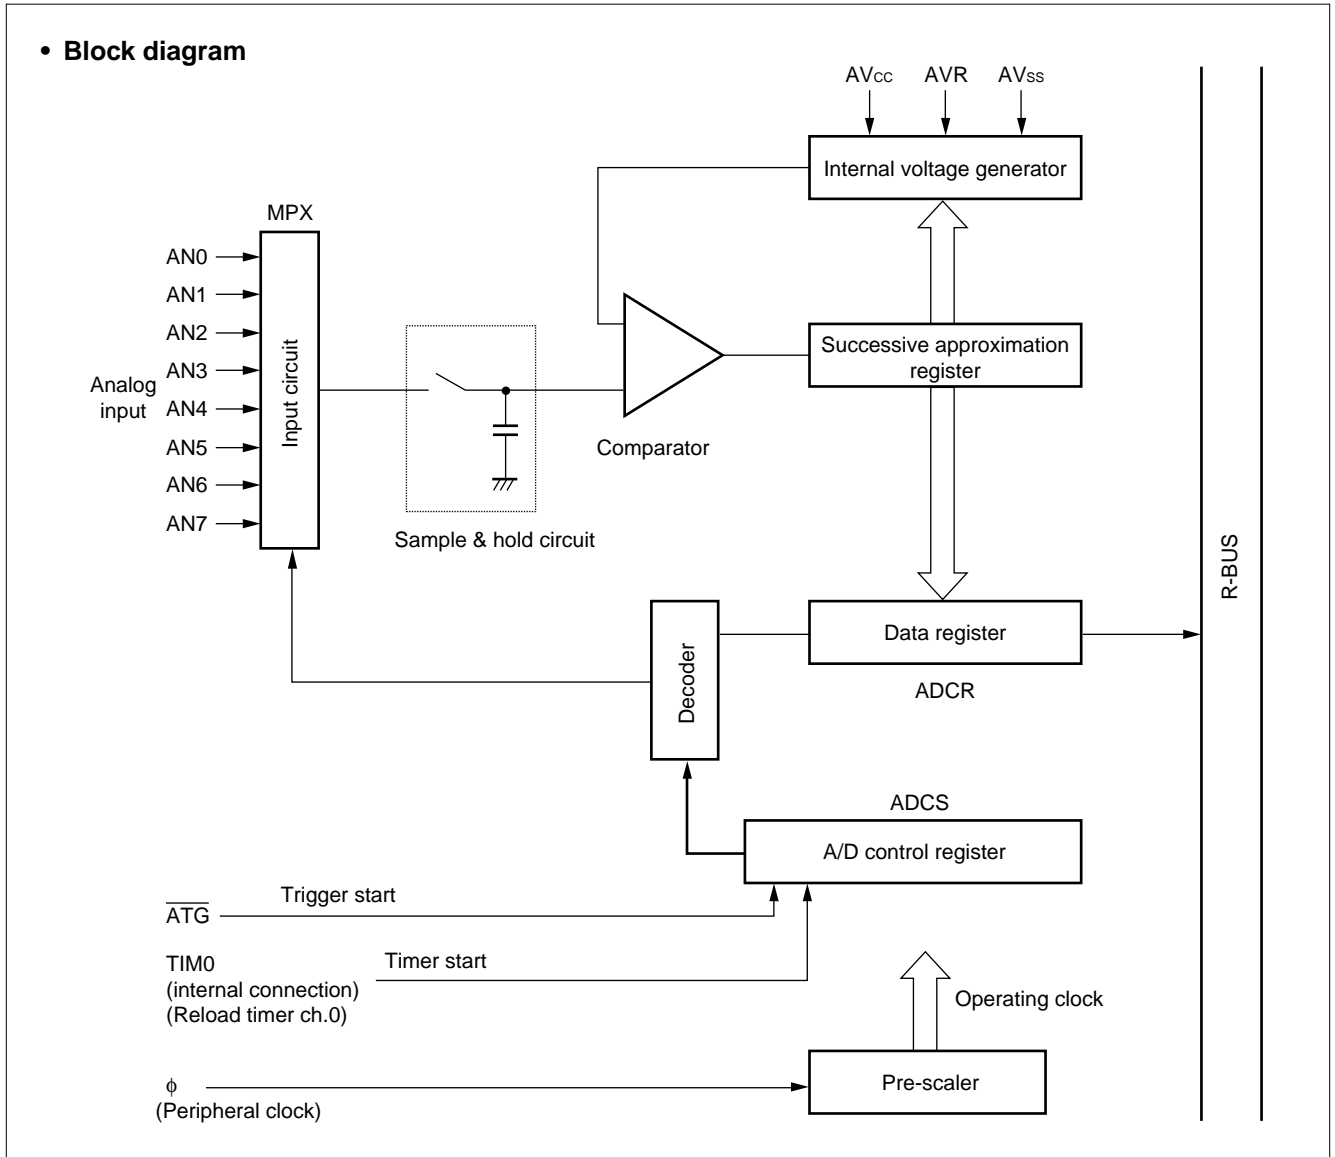 • Block diagram
AVCC AVR AVSS
Internal voltage generator
MPX
AN0
AN1
AN2
AN3
AN4
AN5
AN6
AN7
Analog
input
Input circuit
Successive approximation
register
Comparator
Sample & hold circuit
R-BUS
Decoder
Data register
ADCR
ADCS
A/D control register
Trigger start
ATG
TIM0
(internal connection)
(Reload timer ch.0)
Timer start
Operating clock
Pre-scaler
ϕ
(Peripheral clock)